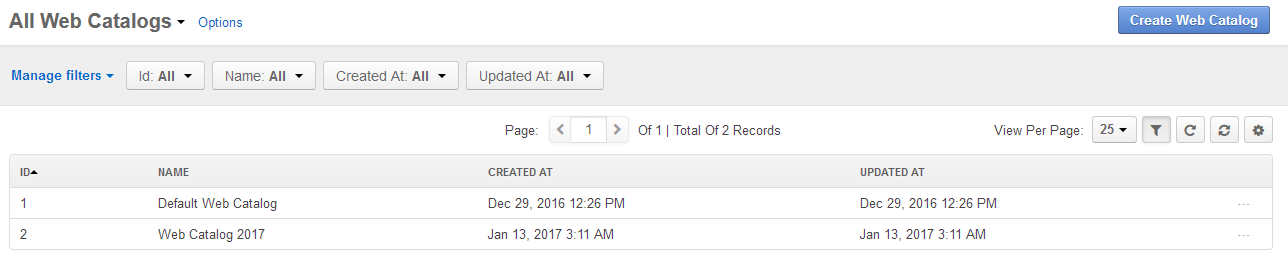 All Web Catalogs Options Create Web Catalog
Manage filters Id: All Name: All Created At: All Updated At: All
Page: 1 Of 1 | Total Of 2 Records View Per Page: 25
ID NAME CREATED AT UPDATED AT
1 Default Web Catalog Dec 29, 2016 12:26 PM Dec 29, 2016 12:26 PM ...
2 Web Catalog 2017 Jan 13, 2017 3:11 AM Jan 13, 2017 3:11 AM ...